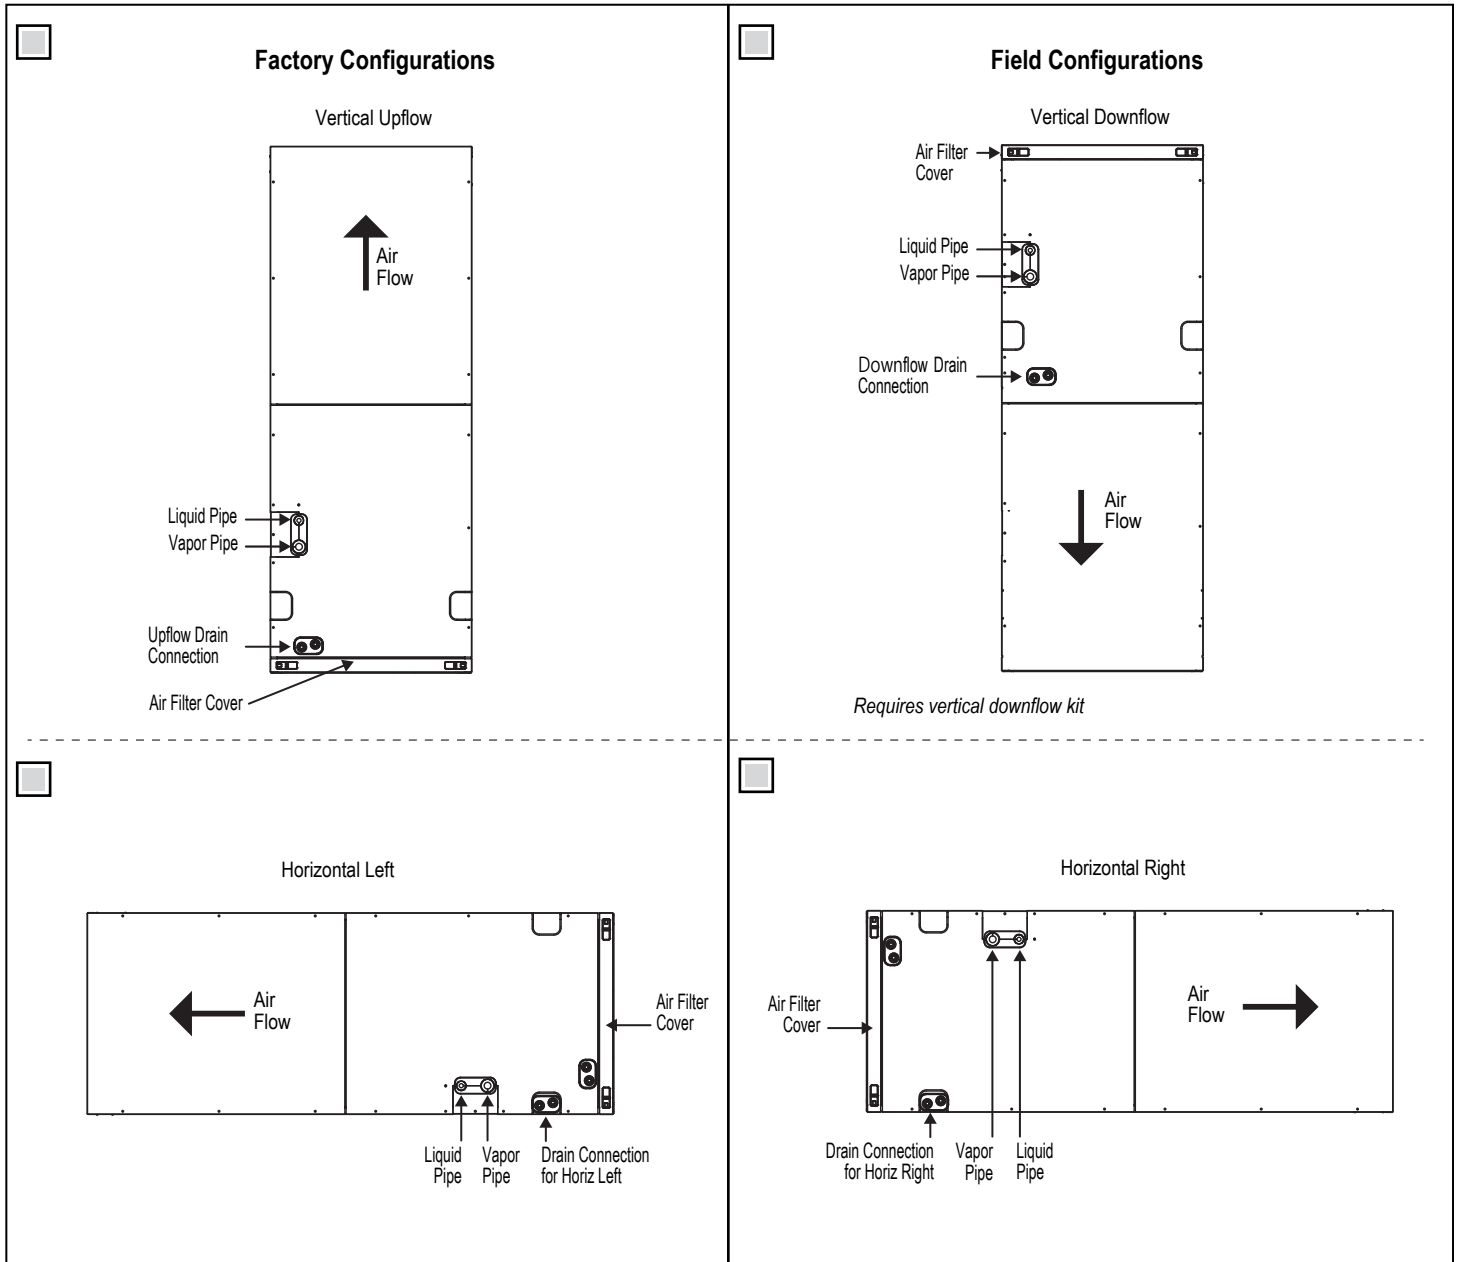 Factory Configurations
Vertical Upflow
Air
Flow
Liquid Pipe
Vapor Pipe
Upflow Drain
Connection
Air Filter Cover
Field Configurations
Vertical Downflow
Air Filter
Cover
Liquid Pipe
Vapor Pipe
Downflow Drain
Connection
Air
Flow
Requires vertical downflow kit
Horizontal Left
Air
Flow
Air Filter
Cover
Liquid
Pipe
Vapor
Pipe
Drain Connection
for Horiz Left
Horizontal Right
Air Filter
Cover
Air
Flow
Drain Connection
for Horiz Right
Vapor
Pipe
Liquid
Pipe